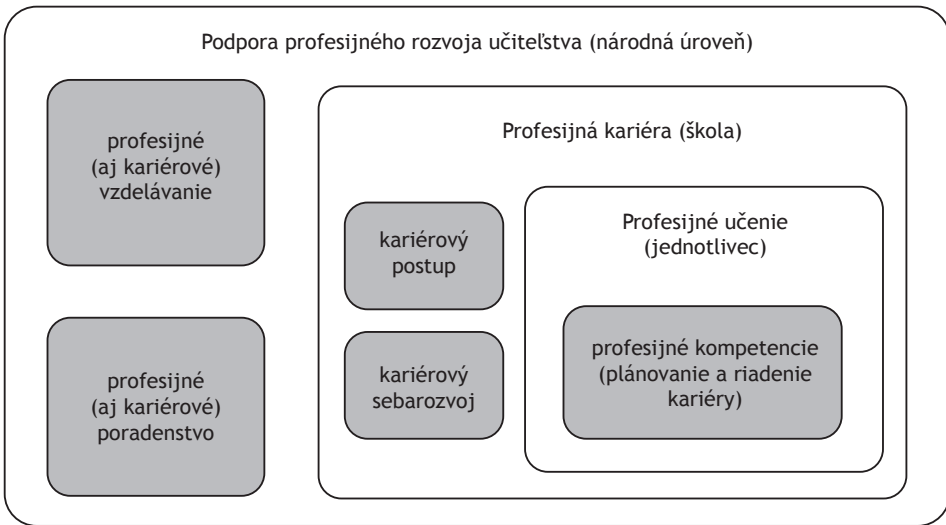 Podpora profesijného rozvoja učiteľstva (národná úroveň)
profesijné
(aj kariérové)
vzdelávanie
profesijné
(aj kariérové)
poradenstvo
Profesijná kariéra (škola)
kariérový
postup
kariérový
sebarozvoj
Profesijné učenie
(jednotlivec)
profesijné kompetencie
(plánovanie a riadenie
kariéry)